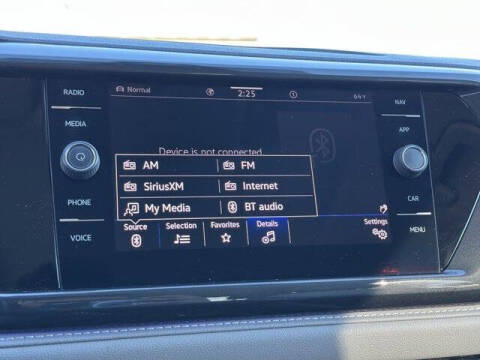 RADIO
MEDIA
PHONE
VOICE
Normal
2:25
64°F
Device is not connected
AM
FM
SiriusXM
Internet
My Media
BT audio
Source
Selection
Favorites
Details
Settings
NAV
APP
CAR
MENU